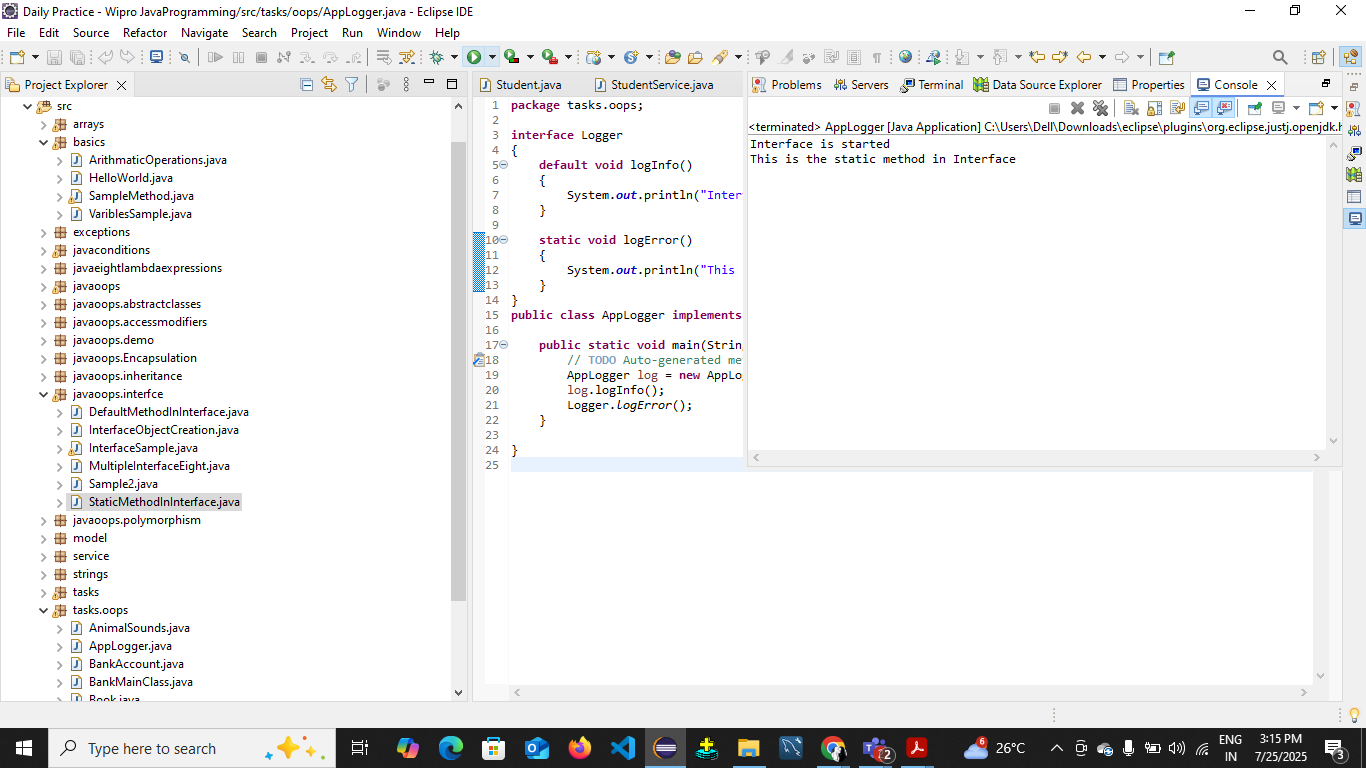 Daily Practice - Wipro JavaProgramming/src/tasks/oops/AppLogger.java - Eclipse IDE
File Edit Source Refactor Navigate Search Project Run Window Help
Project Explorer
src
arrays
basics
ArithmaticOperations.java
HelloWorld.java
SampleMethod.java
VariblesSample.java
exceptions
javaconditions
javaeightlambdaexpressions
javaoops
javaoops.abstractclasses
javaoops.accessmodifiers
javaoops.demo
javaoops.Encapsulation
javaoops.inheritance
javaoops.interfce
DefaultMethodInInterface.java
InterfaceObjectCreation.java
InterfaceSample.java
MultipleInterfaceEight.java
Sample2.java
StaticMethodInInterface.java
javaoops.polymorphism
model
service
strings
tasks
tasks.oops
AnimalSounds.java
AppLogger.java
BankAccount.java
BankMainClass.java
Book.java
Student.java StudentService.java
1 package tasks.oops;
2
3 interface Logger
4 {
5 default void logInfo()
6 {
7 System.out.println("Inter
8 }
9
10 static void logError()
11 {
12 System.out.println("This
13 }
14 }
15 public class AppLogger implements
16
17 public static void main(Strin
18 // TODO Auto-generated me
19 AppLogger log = new AppLo
20 log.logInfo();
21 Logger.logError();
22 }
23
24 }
25
Problems Servers Terminal Data Source Explorer Properties Console
<terminated> AppLogger [Java Application] C:\Users\Dell\Downloads\eclipse\plugins\org.eclipse.justj.openjdk.h
Interface is started
This is the static method in Interface
Type here to search
2
6
26°C
ENG
IN
3:15 PM
7/25/2025
3